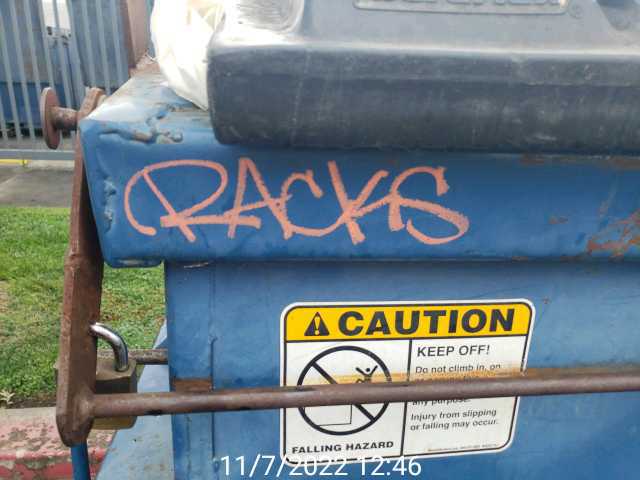 RACKS
CAUTION
KEEP OFF!
Do not climb in, on
any purpose.
Injury from slipping
or falling may occur.
FALLING HAZARD
11/7/2022 12:46